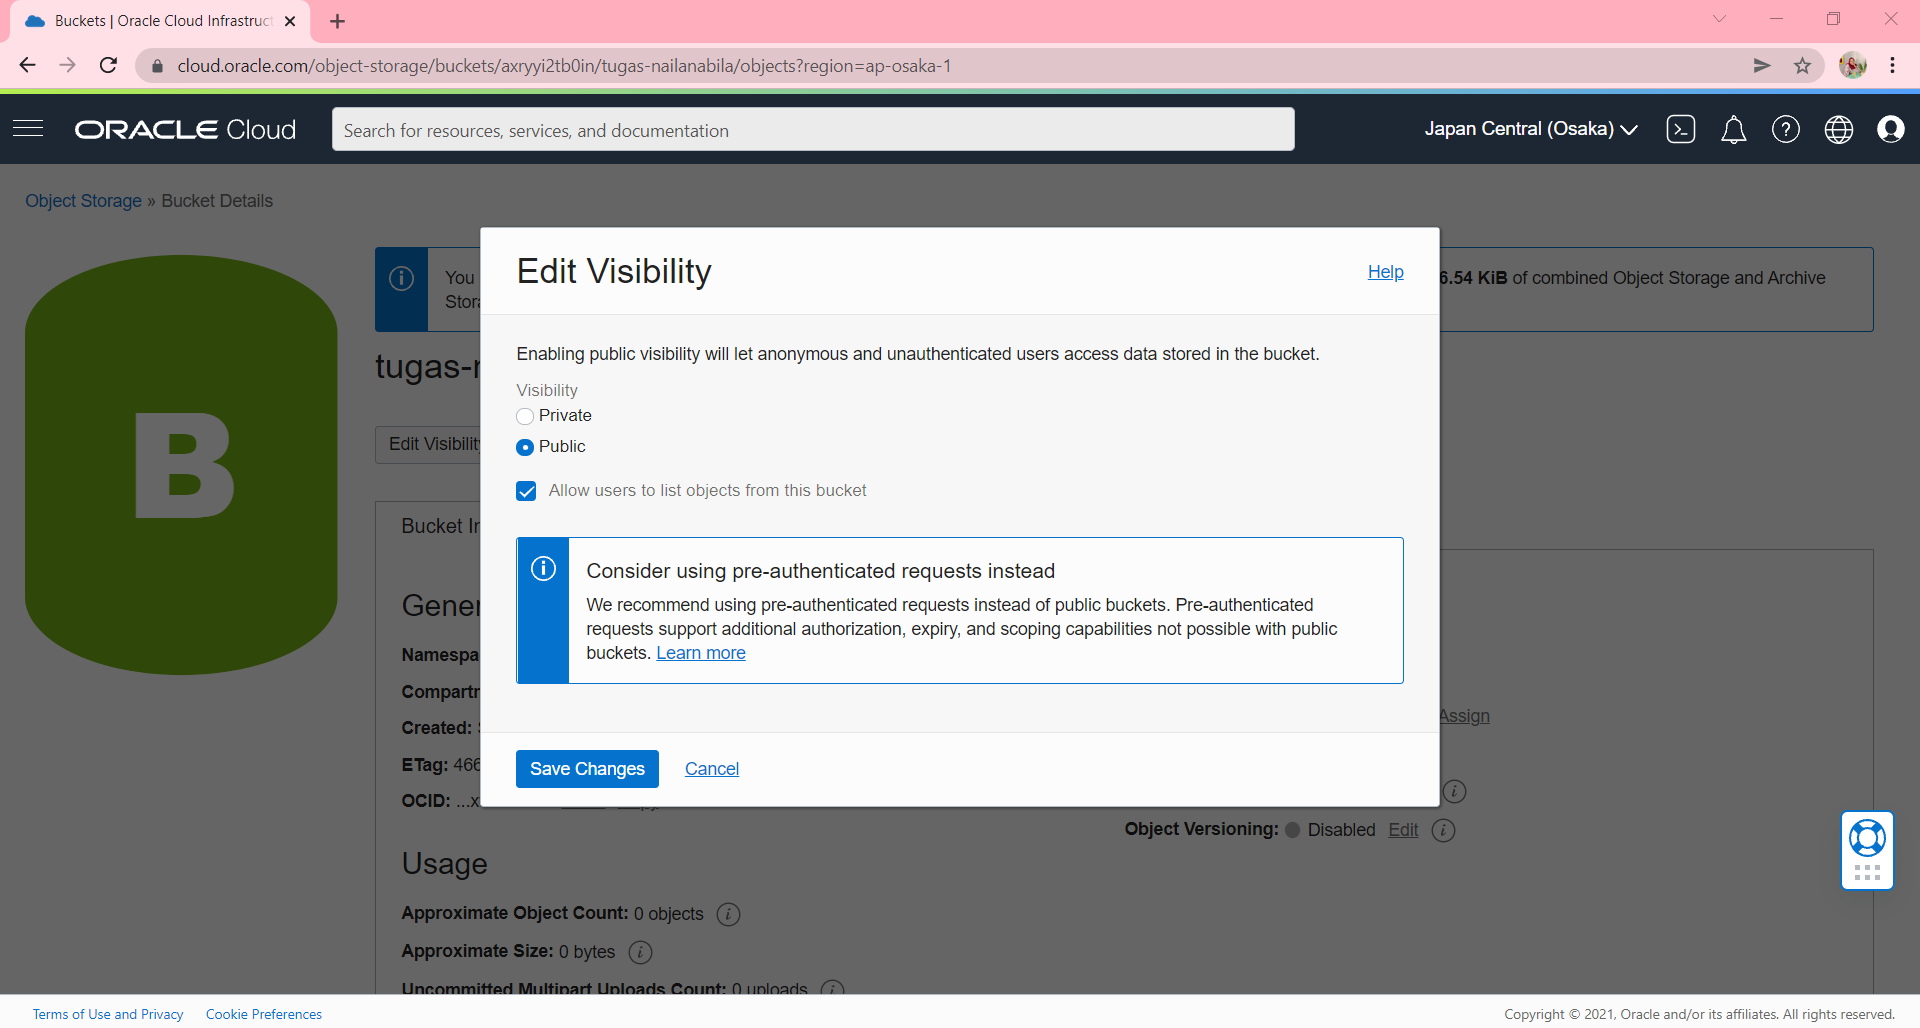 Buckets | Oracle Cloud Infrastruct
cloud.oracle.com/object-storage/buckets/axryyi2tb0in/tugas-nailanabila/objects?region=ap-osaka-1
ORACLE Cloud
Search for resources, services, and documentation
Japan Central (Osaka)
Object Storage » Bucket Details
You
6.54 KiB of combined Object Storage and Archive
Stora
tugas-n
Edit Visibility
B
Bucket In
Gener
Namespa
Compartm
Created:
ETag: 466
OCID: ...x
Assign
Object Versioning: Disabled Edit
Usage
Approximate Object Count: 0 objects
Approximate Size: 0 bytes
Uncommitted Multipart Uploads Count: 0 uploads
Edit Visibility
Help
Enabling public visibility will let anonymous and unauthenticated users access data stored in the bucket.
Visibility
Private
Public
Allow users to list objects from this bucket
Consider using pre-authenticated requests instead
We recommend using pre-authenticated requests instead of public buckets. Pre-authenticated
requests support additional authorization, expiry, and scoping capabilities not possible with public
buckets. Learn more
Save Changes Cancel
Terms of Use and Privacy Cookie Preferences
Copyright © 2021, Oracle and/or its affiliates. All rights reserved.